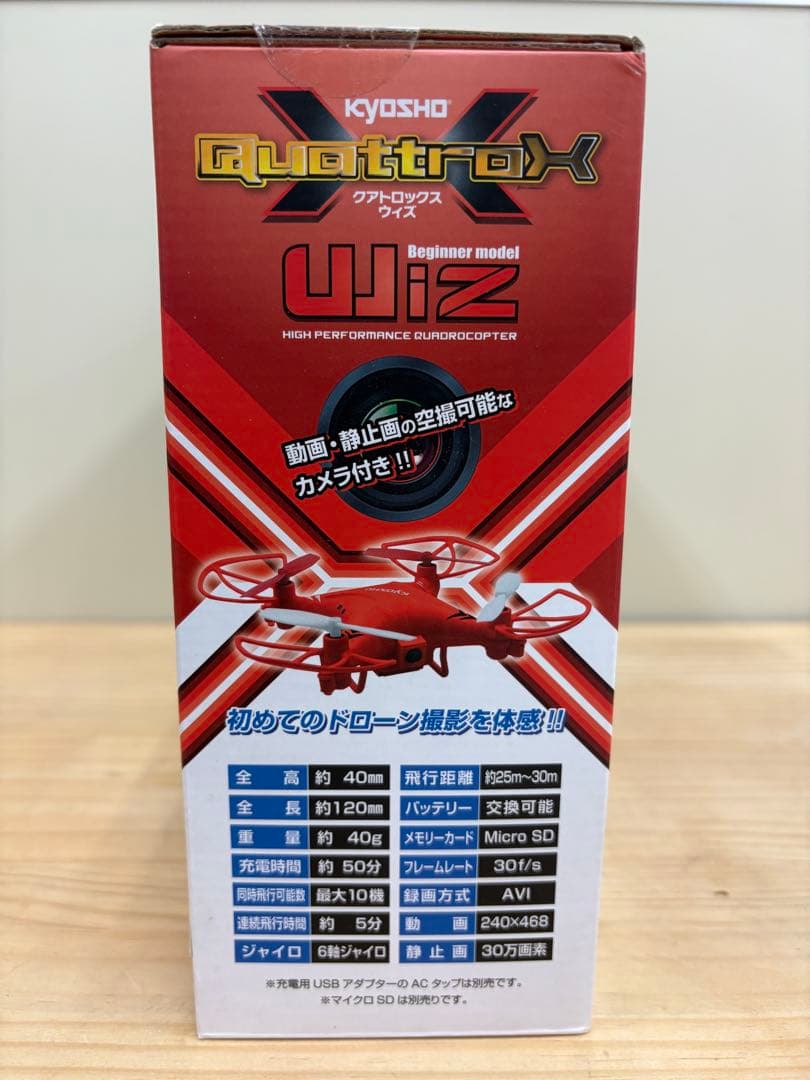 KYOSHO
QuattroX
クアトロックス
ウィズ
Beginner model
Wiz
HIGH PERFORMANCE QUADROCOPTER
動画・静止画の空撮可能な
カメラ付き!!
KYOSHO
初めてのドローン撮影を体感!!
全高 約 40mm 飛行距離 約25m〜30m
全長 約120mm バッテリー 交換可能
重量 約 40g メモリーカード Micro SD
充電時間 約 50分 フレームレート 30f/s
同時飛行可能数 最大10機 録画方式 AVI
連続飛行時間 約 5分 動画 240×468
ジャイロ 6軸ジャイロ 静止画 30万画素
※充電用USBアダプターのACタップは別売です。
※マイクロSDは別売りです。